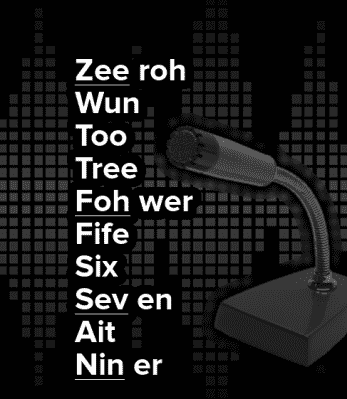 Zee roh
Wun
Too
Tree
Foh wer
Fife
Six
Sev en
Ait
Nin er